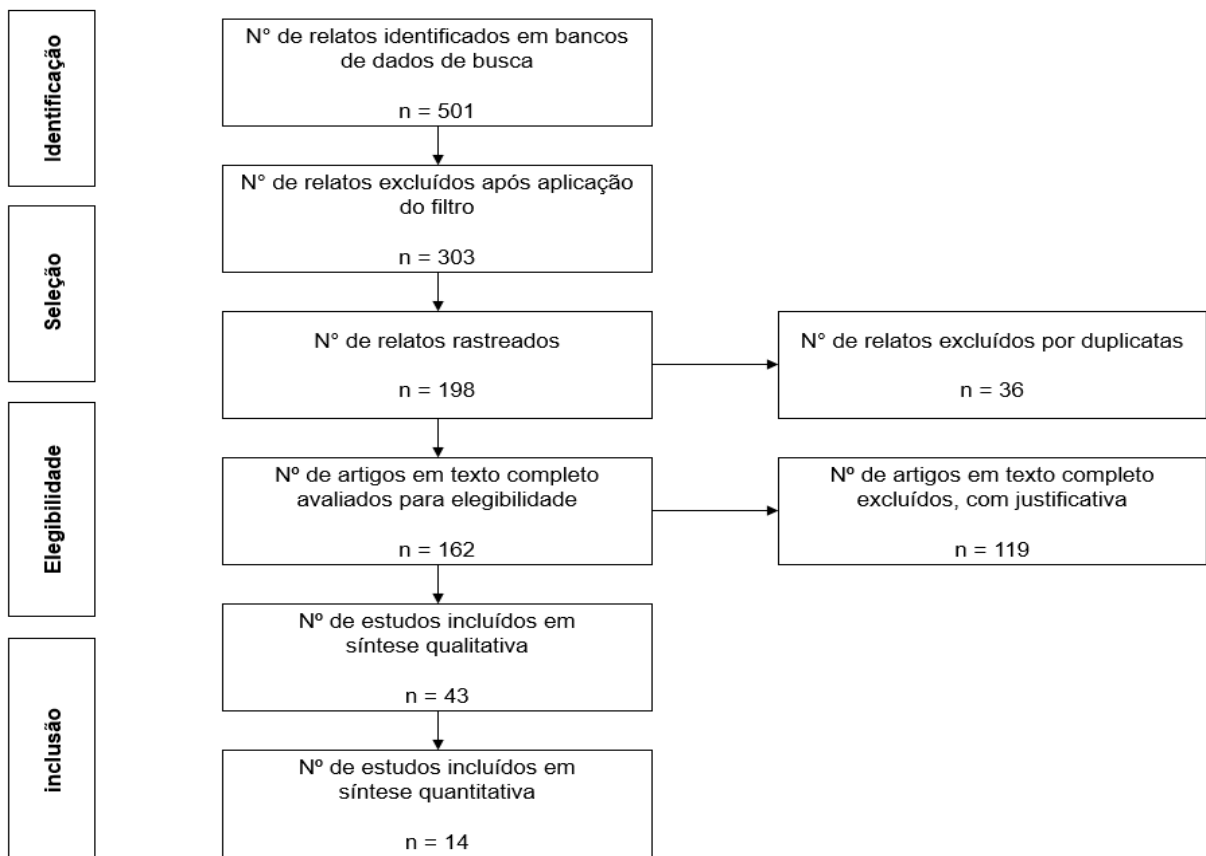 Identificação
N° de relatos identificados em bancos
de dados de busca
n = 501
N° de relatos excluídos após aplicação
do filtro
n = 303
Seleção
N° de relatos rastreados
n = 198
N° de relatos excluídos por duplicatas
n = 36
Elegibilidade
Nº de artigos em texto completo
avaliados para elegibilidade
n = 162
Nº de artigos em texto completo
excluídos, com justificativa
n = 119
Nº de estudos incluídos em
síntese qualitativa
n = 43
inclusão
Nº de estudos incluídos em
síntese quantitativa
n = 14